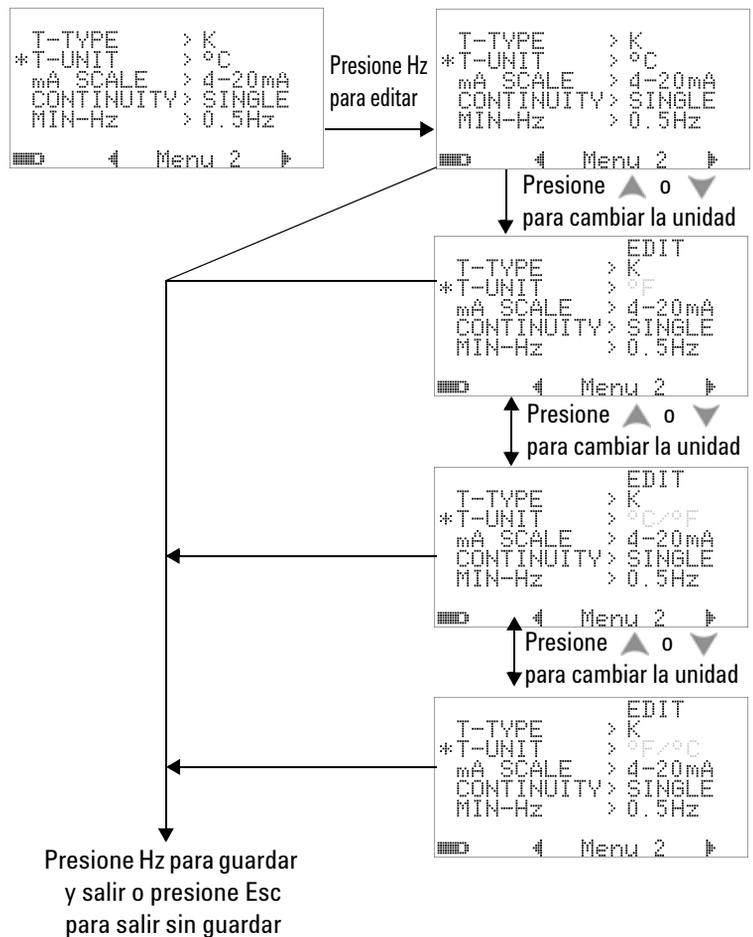 T-TYPE > K
*T-UNIT > °C
mA SCALE > 4-20mA
CONTINUITY> SINGLE
MIN-Hz > 0.5Hz
Menu 2
Presione Hz
para editar
T-TYPE > K
*T-UNIT > °C
mA SCALE > 4-20mA
CONTINUITY> SINGLE
MIN-Hz > 0.5Hz
Menu 2
Presione o
para cambiar la unidad
EDIT
T-TYPE > K
*T-UNIT > °F
mA SCALE > 4-20mA
CONTINUITY> SINGLE
MIN-Hz > 0.5Hz
Menu 2
Presione o
para cambiar la unidad
EDIT
T-TYPE > K
*T-UNIT > °C/°F
mA SCALE > 4-20mA
CONTINUITY> SINGLE
MIN-Hz > 0.5Hz
Menu 2
Presione o
para cambiar la unidad
EDIT
T-TYPE > K
*T-UNIT > °F/°C
mA SCALE > 4-20mA
CONTINUITY> SINGLE
MIN-Hz > 0.5Hz
Menu 2
Presione Hz para guardar
y salir o presione Esc
para salir sin guardar